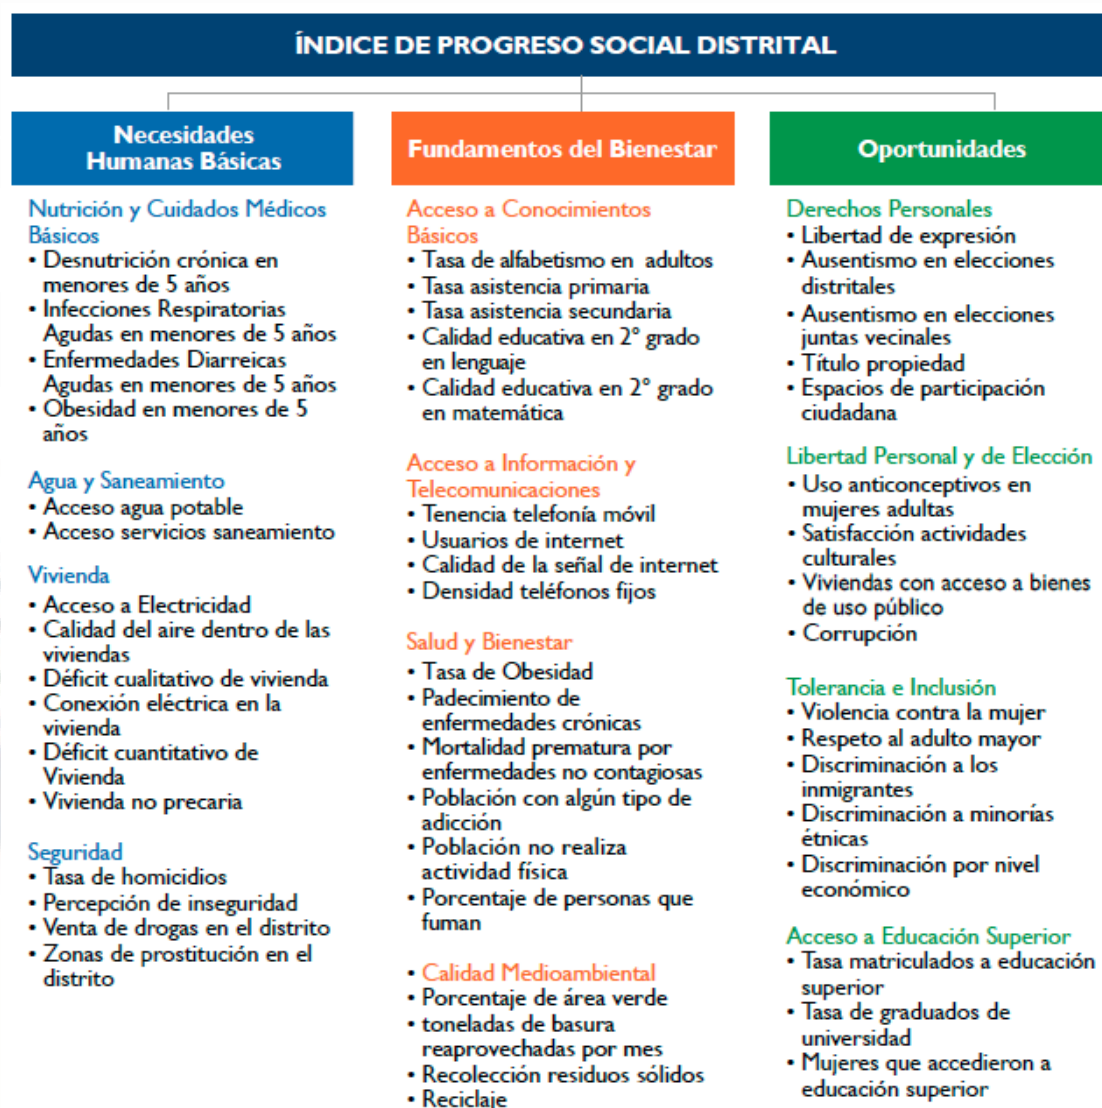 ÍNDICE DE PROGRESO SOCIAL DISTRITAL
Necesidades
Humanas Básicas
Nutrición y Cuidados Médicos
Básicos
• Desnutrición crónica en
menores de 5 años
• Infecciones Respiratorias
Agudas en menores de 5 años
• Enfermedades Diarreicas
Agudas en menores de 5 años
• Obesidad en menores de 5
años
Agua y Saneamiento
• Acceso agua potable
• Acceso servicios saneamiento
Vivienda
• Acceso a Electricidad
• Calidad del aire dentro de las
viviendas
• Déficit cualitativo de vivienda
• Conexión eléctrica en la
vivienda
• Déficit cuantitativo de
Vivienda
• Vivienda no precaria
Seguridad
• Tasa de homicidios
• Percepción de inseguridad
• Venta de drogas en el distrito
• Zonas de prostitución en el
distrito
Fundamentos del Bienestar
Acceso a Conocimientos
Básicos
• Tasa de alfabetismo en adultos
• Tasa asistencia primaria
• Tasa asistencia secundaria
• Calidad educativa en 2° grado
en lenguaje
• Calidad educativa en 2° grado
en matemática
Acceso a Información y
Telecomunicaciones
• Tenencia telefonía móvil
• Usuarios de internet
• Calidad de la señal de internet
• Densidad teléfonos fijos
Salud y Bienestar
• Tasa de Obesidad
• Padecimiento de
enfermedades crónicas
• Mortalidad prematura por
enfermedades no contagiosas
• Población con algún tipo de
adicción
• Población no realiza
actividad física
• Porcentaje de personas que
fuman
• Calidad Medioambiental
• Porcentaje de área verde
• toneladas de basura
reaprovechadas por mes
• Recolección residuos sólidos
• Reciclaje
Oportunidades
Derechos Personales
• Libertad de expresión
• Ausentismo en elecciones
distritales
• Ausentismo en elecciones
juntas vecinales
• Título propiedad
• Espacios de participación
ciudadana
Libertad Personal y de Elección
• Uso anticonceptivos en
mujeres adultas
• Satisfacción actividades
culturales
• Viviendas con acceso a bienes
de uso público
• Corrupción
Tolerancia e Inclusión
• Violencia contra la mujer
• Respeto al adulto mayor
• Discriminación a los
inmigrantes
• Discriminación a minorías
étnicas
• Discriminación por nivel
económico
Acceso a Educación Superior
• Tasa matriculados a educación
superior
• Tasa de graduados de
universidad
• Mujeres que accedieron a
educación superior